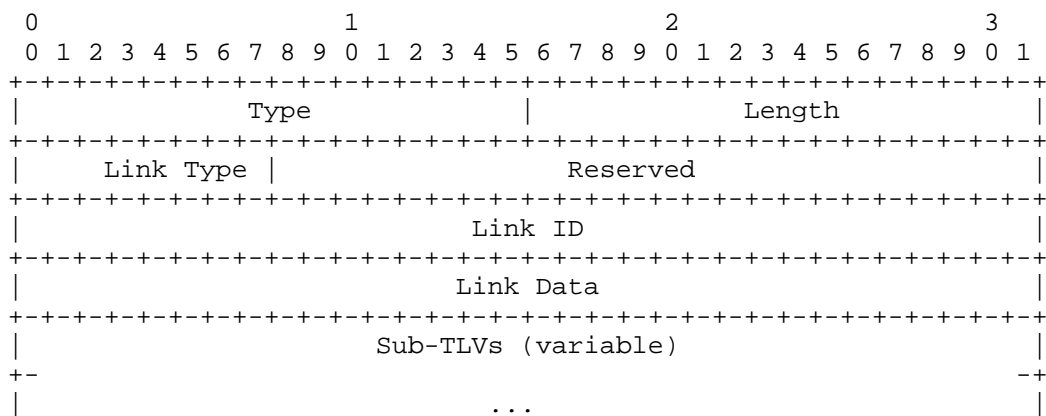 0                   1                   2                   3
 0 1 2 3 4 5 6 7 8 9 0 1 2 3 4 5 6 7 8 9 0 1 2 3 4 5 6 7 8 9 0 1
+-+-+-+-+-+-+-+-+-+-+-+-+-+-+-+-+-+-+-+-+-+-+-+-+-+-+-+-+-+-+-+-+
|              Type             |             Length            |
+-+-+-+-+-+-+-+-+-+-+-+-+-+-+-+-+-+-+-+-+-+-+-+-+-+-+-+-+-+-+-+-+
|     Link Type |                  Reserved                     |
+-+-+-+-+-+-+-+-+-+-+-+-+-+-+-+-+-+-+-+-+-+-+-+-+-+-+-+-+-+-+-+-+
|                            Link ID                            |
+-+-+-+-+-+-+-+-+-+-+-+-+-+-+-+-+-+-+-+-+-+-+-+-+-+-+-+-+-+-+-+-+
|                           Link Data                           |
+-+-+-+-+-+-+-+-+-+-+-+-+-+-+-+-+-+-+-+-+-+-+-+-+-+-+-+-+-+-+-+-+
|                      Sub-TLVs (variable)                      |
+-                                                             -+
|                             ...                               |